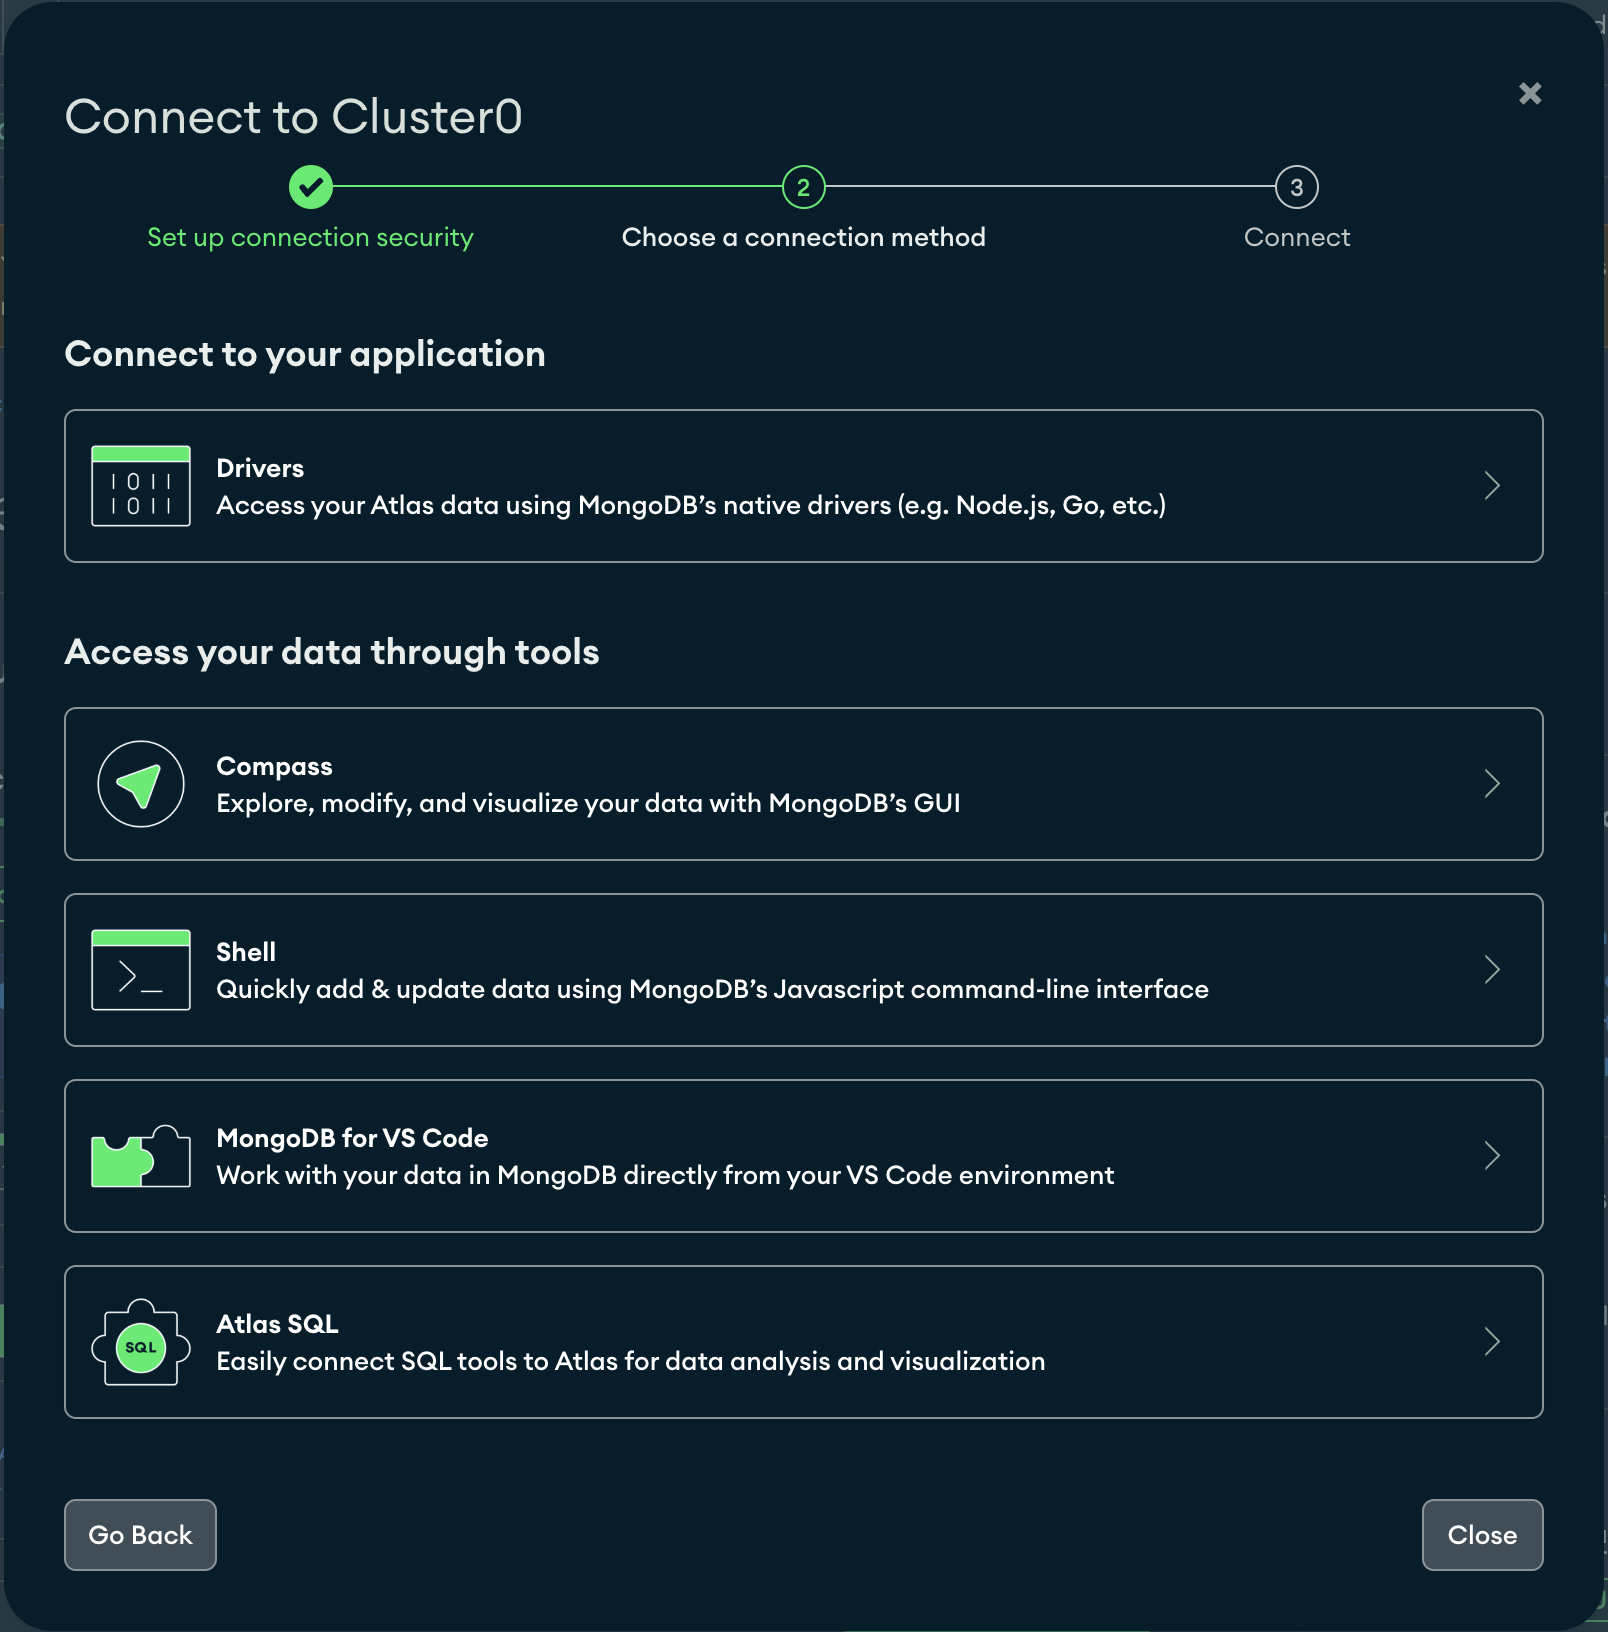 Connect to Cluster0
2
3
Set up connection security
Choose a connection method
Connect
Connect to your application
1011
1011
Drivers
Access your Atlas data using MongoDB’s native drivers (e.g. Node.js, Go, etc.)
Access your data through tools
Compass
Explore, modify, and visualize your data with MongoDB’s GUI
>_
Shell
Quickly add & update data using MongoDB’s Javascript command-line interface
MongoDB for VS Code
Work with your data in MongoDB directly from your VS Code environment
SQL
Atlas SQL
Easily connect SQL tools to Atlas for data analysis and visualization
Go Back
Close